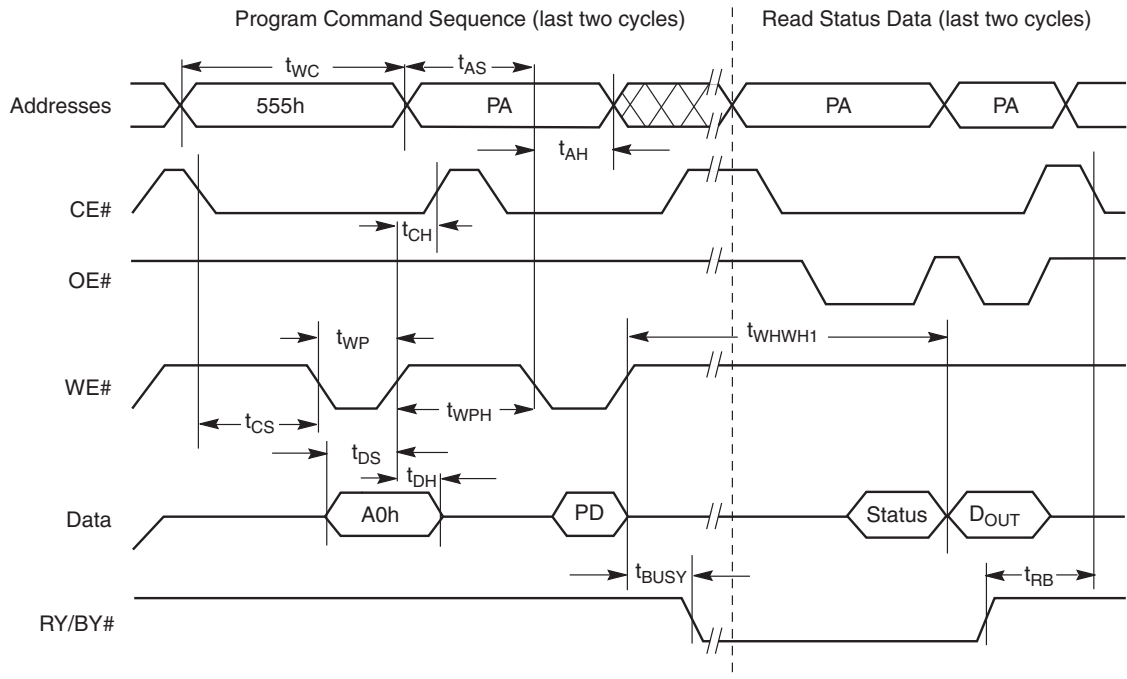 Program Command Sequence (last two cycles)
Read Status Data (last two cycles)
tWC
tAS
Addresses
555h
PA
PA
PA
tAH
CE#
tCH
OE#
tWP
tWHWH1
WE#
tCS
tWPH
tDS
tDH
Data
A0h
PD
Status
DOUT
tBUSY
tRB
RY/BY#